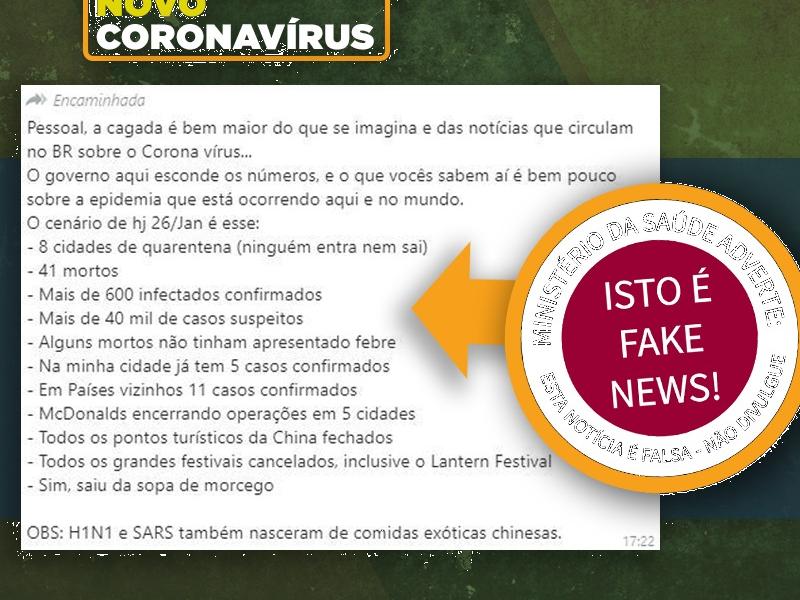 NOVO
CORONAVÍRUS
Encaminhada
Pessoal, a cagada é bem maior do que se imagina e das notícias que circulam
no BR sobre o Corona vírus...
O governo aqui esconde os números, e o que vocês sabem aí é bem pouco
sobre a epidemia que está ocorrendo aqui e no mundo.
O cenário de hj 26/Jan é esse:
- 8 cidades de quarentena (ninguém entra nem sai)
- 41 mortos
- Mais de 600 infectados confirmados
- Mais de 40 mil de casos suspeitos
- Alguns mortos não tinham apresentado febre
- Na minha cidade já tem 5 casos confirmados
- Em Países vizinhos 11 casos confirmados
- McDonalds encerrando operações em 5 cidades
- Todos os pontos turísticos da China fechados
- Todos os grandes festivais cancelados, inclusive o Lantern Festival
- Sim, saiu da sopa de morcego
OBS: H1N1 e SARS também nasceram de comidas exóticas chinesas.
17:22
MINISTÉRIO DA SAÚDE ADVERTE:
ISTO É
FAKE
NEWS!
ESTA NOTÍCIA É FALSA - NÃO DIVULGUE